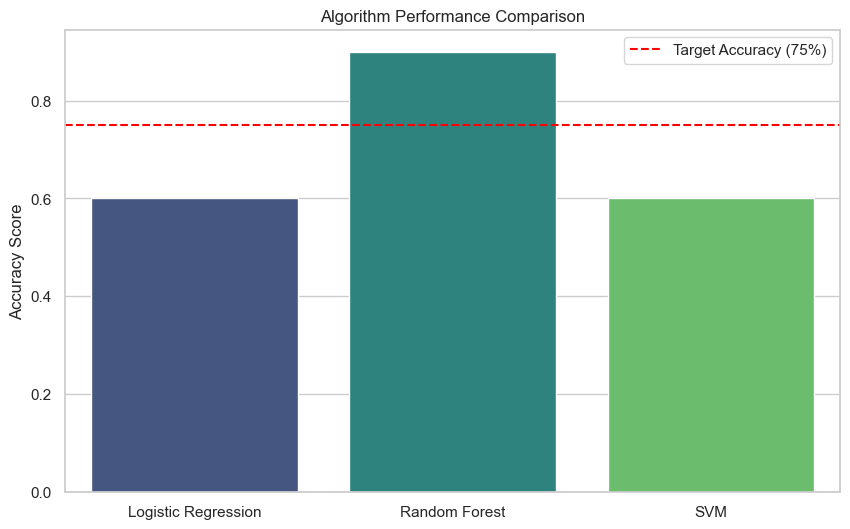 Algorithm Performance Comparison
Target Accuracy (75%)
Accuracy Score
0.8
0.6
0.4
0.2
0.0
Logistic Regression
Random Forest
SVM